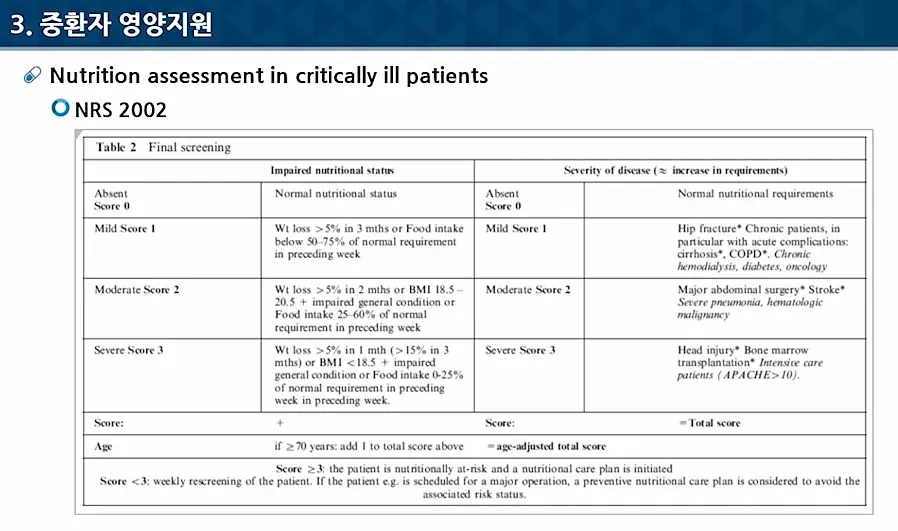 3. 중환자 영양지원
Nutrition assessment in critically ill patients
NRS 2002
Table 2 Final screening
Impaired nutritional status
Severity of disease (≈ increase in requirements)
Absent
Score 0
Normal nutritional status
Absent
Score 0
Normal nutritional requirements
Mild Score 1
Wt loss >5% in 3 mths or Food intake
below 50–75% of normal requirement
in preceding week
Mild Score 1
Hip fracture* Chronic patients, in
particular with acute complications:
cirrhosis*, COPD*. Chronic
hemodialysis, diabetes, oncology
Moderate Score 2
Wt loss >5% in 2 mths or BMI 18.5 –
20.5 + impaired general condition or
Food intake 25–60% of normal
requirement in preceding week
Moderate Score 2
Major abdominal surgery* Stroke*
Severe pneumonia, hematologic
malignancy
Severe Score 3
Wt loss >5% in 1 mth (>15% in 3
mths) or BMI <18.5 + impaired
general condition or Food intake 0-25%
of normal requirement in preceding
week in preceding week.
Severe Score 3
Head injury* Bone marrow
transplantation* Intensive care
patients (APACHE>10).
Score:
+
Score:
=Total score
Age
if ≥70 years: add 1 to total score above
=age-adjusted total score
Score ≥3: the patient is nutritionally at-risk and a nutritional care plan is initiated
Score <3: weekly rescreening of the patient. If the patient e.g. is scheduled for a major operation, a preventive nutritional care plan is considered to avoid the
associated risk status.